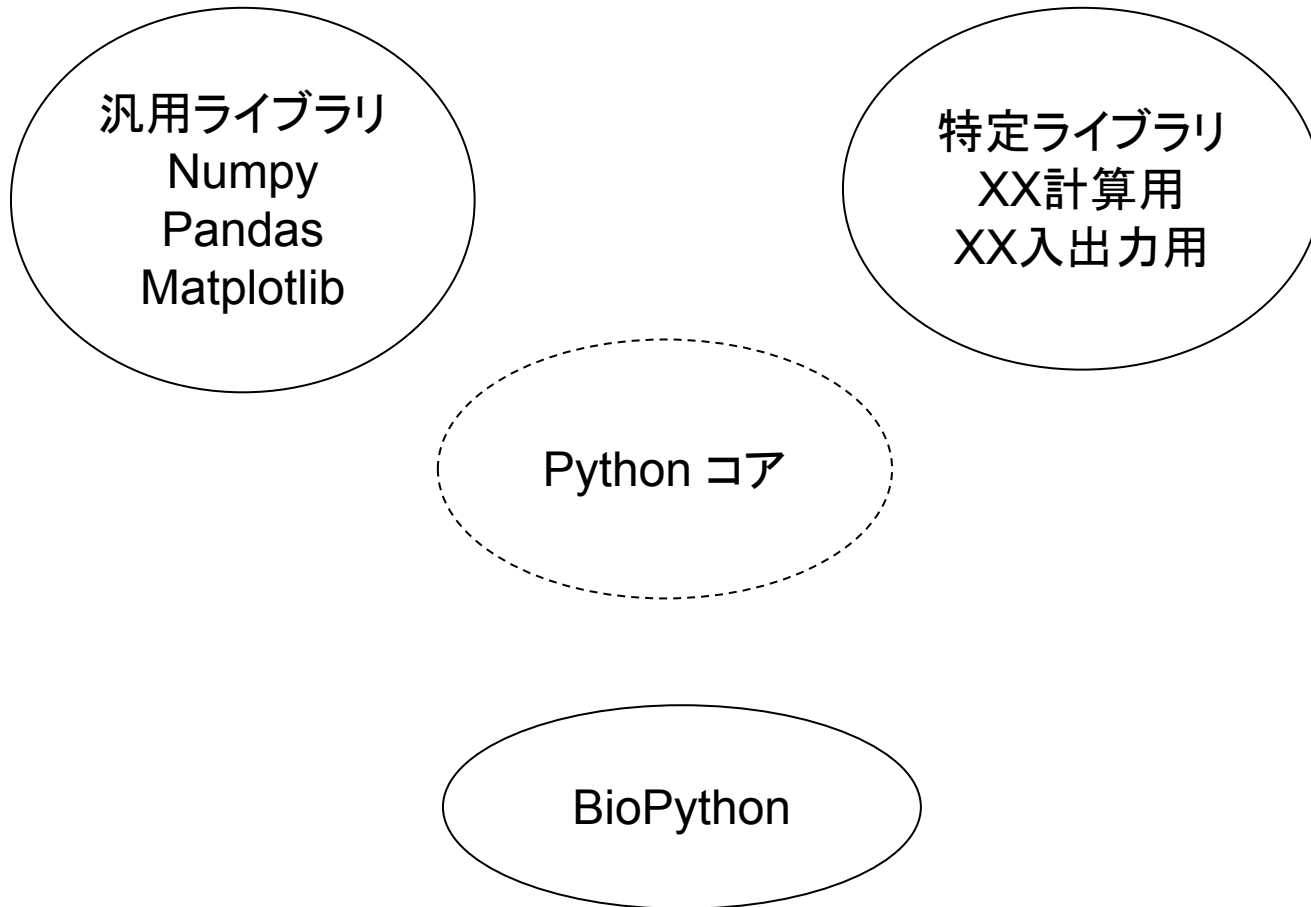 汎用ライブラリ
Numpy
Pandas
Matplotlib
特定ライブラリ
XX計算用
XX入出力用
Python コア
BioPython